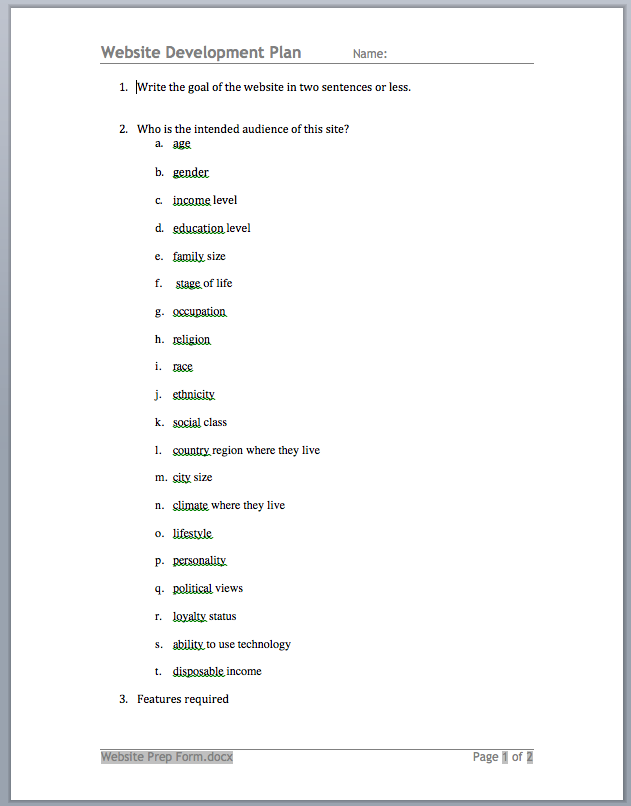 Website Development Plan Name:
1. Write the goal of the website in two sentences or less.
2. Who is the intended audience of this site?
a. age
b. gender
c. income level
d. education level
e. family size
f. stage of life
g. occupation
h. religion
i. race
j. ethnicity
k. social class
l. country region where they live
m. city size
n. climate where they live
o. lifestyle
p. personality
q. political views
r. loyalty status
s. ability to use technology
t. disposable income
3. Features required
Website Prep Form.docx Page 1 of 2